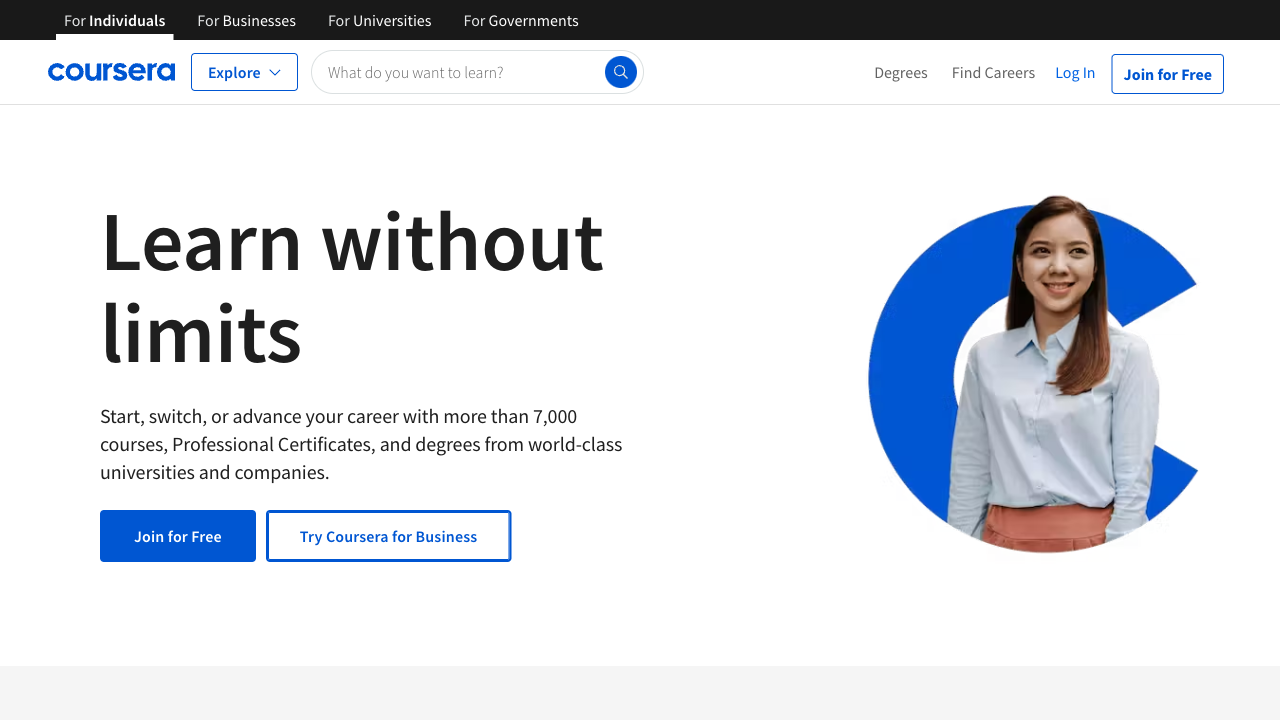 For Individuals
For Businesses
For Universities
For Governments
coursera
Explore
What do you want to learn?
Degrees
Find Careers
Log In
Join for Free
Learn without
limits
Start, switch, or advance your career with more than 7,000
courses, Professional Certificates, and degrees from world-class
universities and companies.
Join for Free
Try Coursera for Business